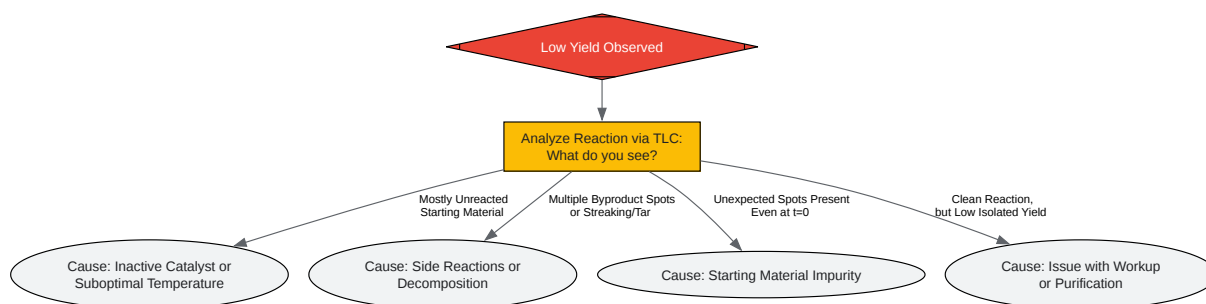 Low Yield Observed
Analyze Reaction via TLC:
What do you see?
Mostly Unreacted
Starting Material
Multiple Byproduct Spots
or Streaking/Tar
Unexpected Spots Present
Even at t=0
Clean Reaction,
but Low Isolated Yield
Cause: Inactive Catalyst or
Suboptimal Temperature
Cause: Side Reactions or
Decomposition
Cause: Starting Material Impurity
Cause: Issue with Workup
or Purification